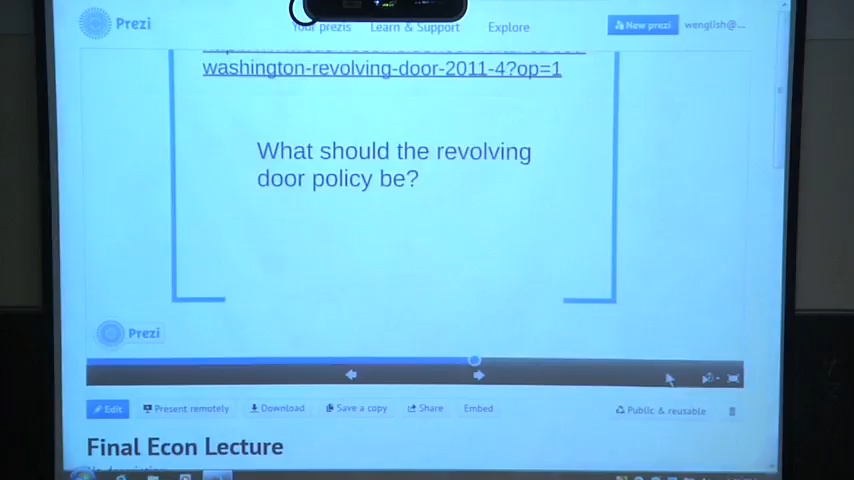 Prezi
Your prezis Learn & Support Explore
New prezi wenglish@...
washington-revolving-door-2011-4?op=1
What should the revolving
door policy be?
Prezi
Edit Present remotely Download Save a copy Share Embed Public & reusable
Final Econ Lecture